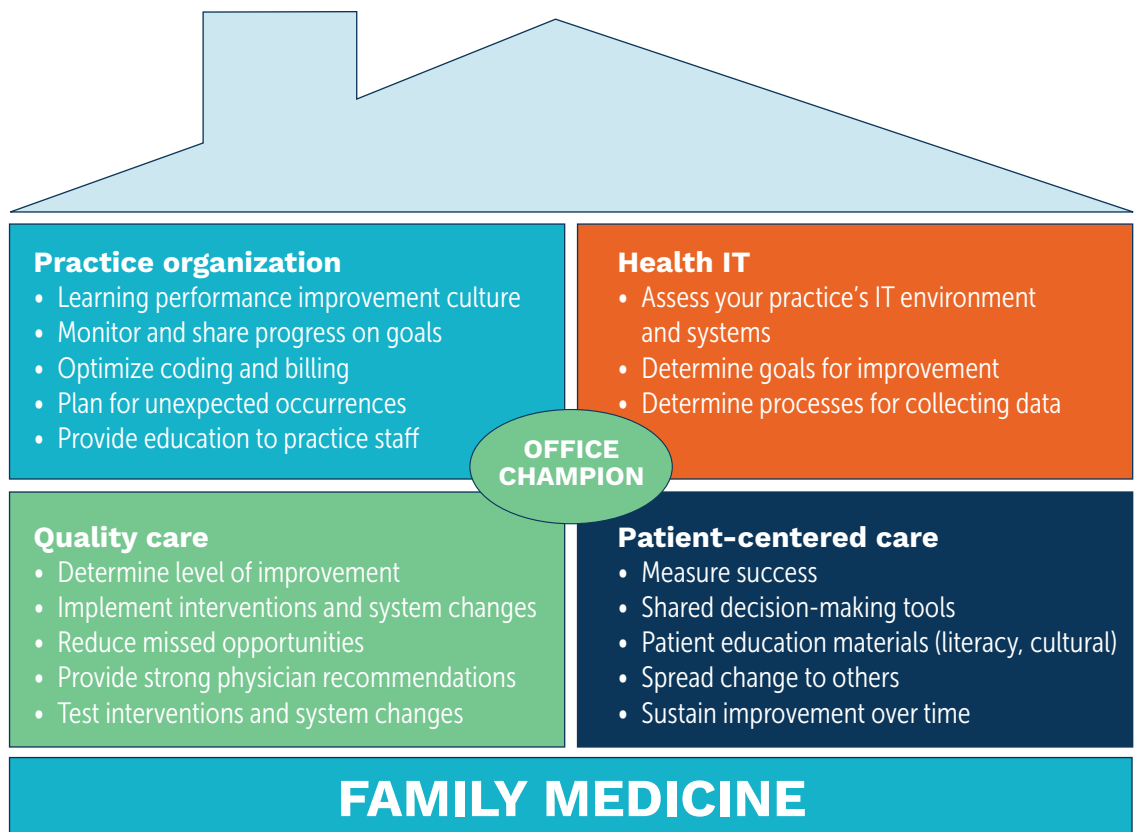 Practice organization
• Learning performance improvement culture
• Monitor and share progress on goals
• Optimize coding and billing
• Plan for unexpected occurrences
• Provide education to practice staff
Health IT
• Assess your practice’s IT environment
and systems
• Determine goals for improvement
• Determine processes for collecting data
OFFICE
CHAMPION
Quality care
• Determine level of improvement
• Implement interventions and system changes
• Reduce missed opportunities
• Provide strong physician recommendations
• Test interventions and system changes
Patient-centered care
• Measure success
• Shared decision-making tools
• Patient education materials (literacy, cultural)
• Spread change to others
• Sustain improvement over time
FAMILY MEDICINE